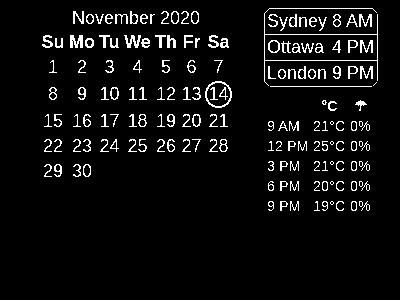 November 2020
Su Mo Tu We Th Fr Sa
1 2 3 4 5 6 7
8 9 10 11 12 13 14
15 16 17 18 19 20 21
22 23 24 25 26 27 28
29 30
Sydney 8 AM
Ottawa 4 PM
London 9 PM
°C ☂
9 AM 21°C 0%
12 PM 25°C 0%
3 PM 21°C 0%
6 PM 20°C 0%
9 PM 19°C 0%